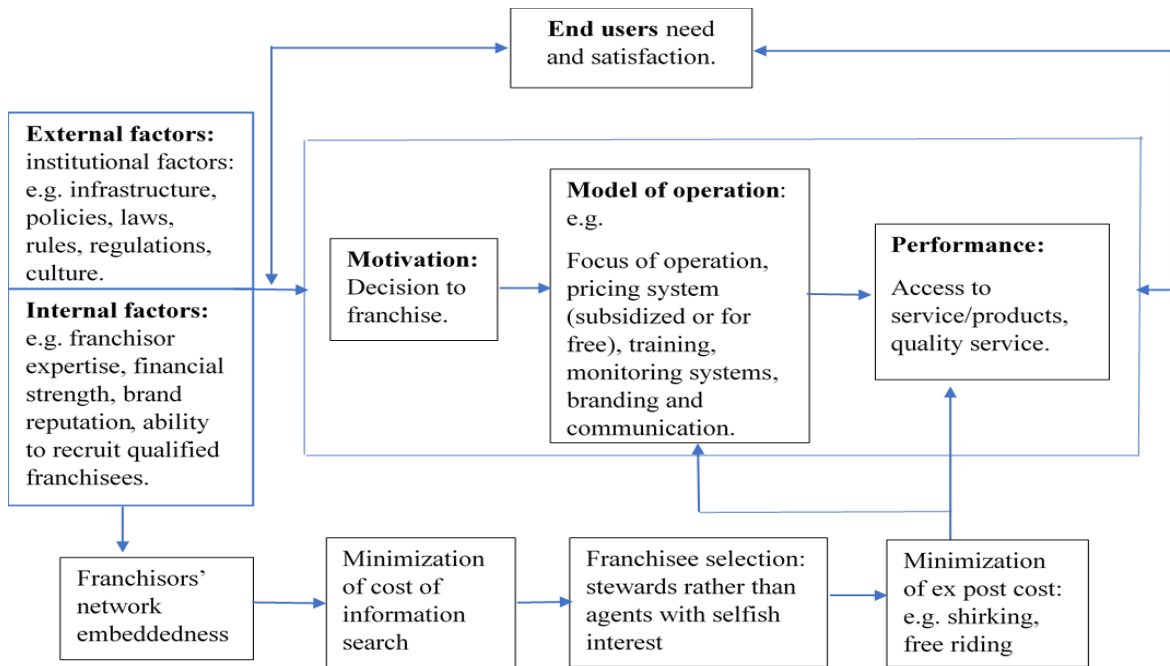 End users need
and satisfaction.
External factors:
institutional factors:
e.g. infrastructure,
policies, laws,
rules, regulations,
culture.
Internal factors:
e.g. franchisor
expertise, financial
strength, brand
reputation, ability
to recruit qualified
franchisees.
Motivation:
Decision to
franchise.
Model of operation:
e.g.
Focus of operation,
pricing system
(subsidized or for
free), training,
monitoring systems,
branding and
communication.
Performance:
Access to
service/products,
quality service.
Franchisors’
network
embeddedness
Minimization
of cost of
information
search
Franchisee selection:
stewards rather than
agents with selfish
interest
Minimization
of ex post cost:
e.g. shirking,
free riding